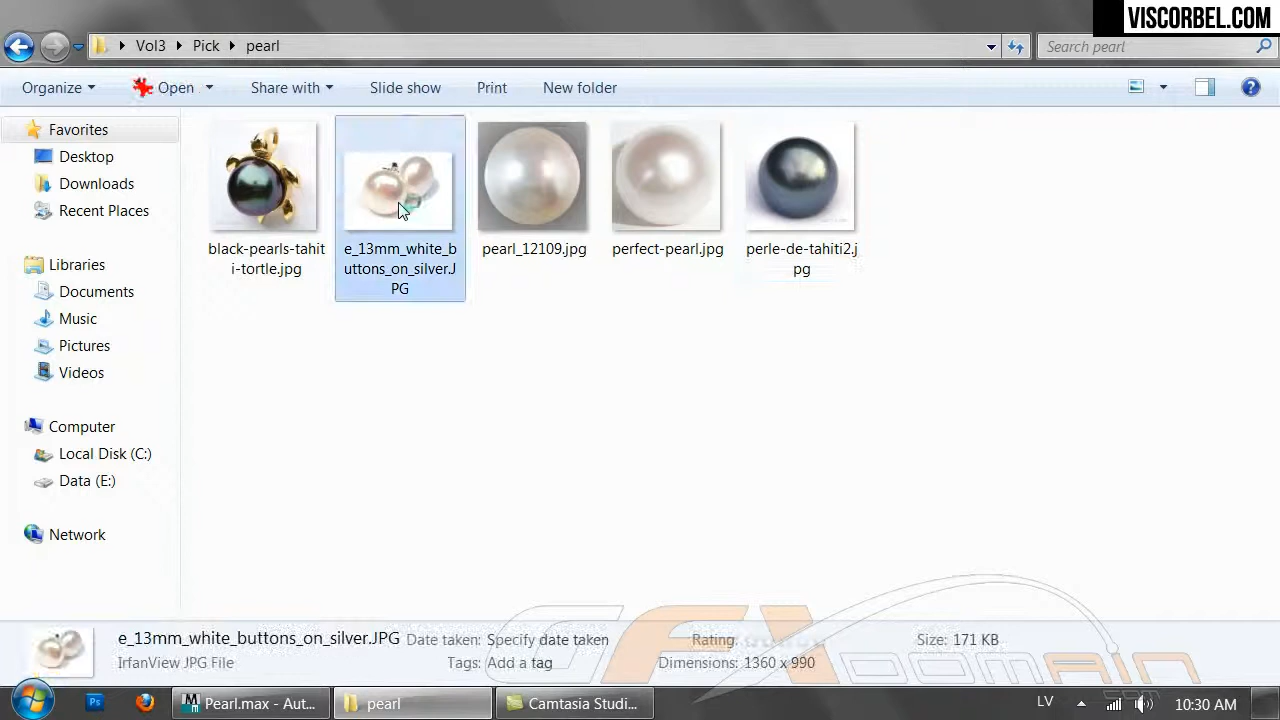 VISCORBEL.COM
Vol3 Pick pearl
Search pearl
Organize Open Share with Slide show Print New folder
Favorites
Desktop
Downloads
Recent Places
Libraries
Documents
Music
Pictures
Videos
Computer
Local Disk (C:)
Data (E:)
Network
black-pearls-tahit
i-tortle.jpg
e_13mm_white_b
uttons_on_silver.J
PG
pearl_12109.jpg
perfect-pearl.jpg
perle-de-tahiti2.j
pg
e_13mm_white_buttons_on_silver.JPG Date taken: Specify date taken Rating: Size: 171 KB
IrfanView JPG File Tags: Add a tag Dimensions: 1360 x 990
GFXDOMAIN
.com
Ps Pearl.max - Aut... pearl Camtasia Studi... LV 10:30 AM